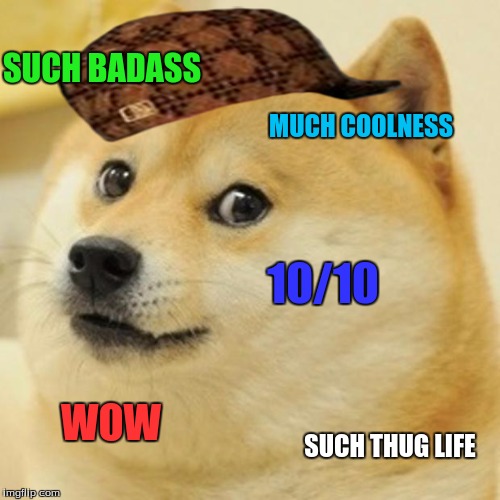 SUCH BADASS
MUCH COOLNESS
10/10
WOW
SUCH THUG LIFE
imgflip.com